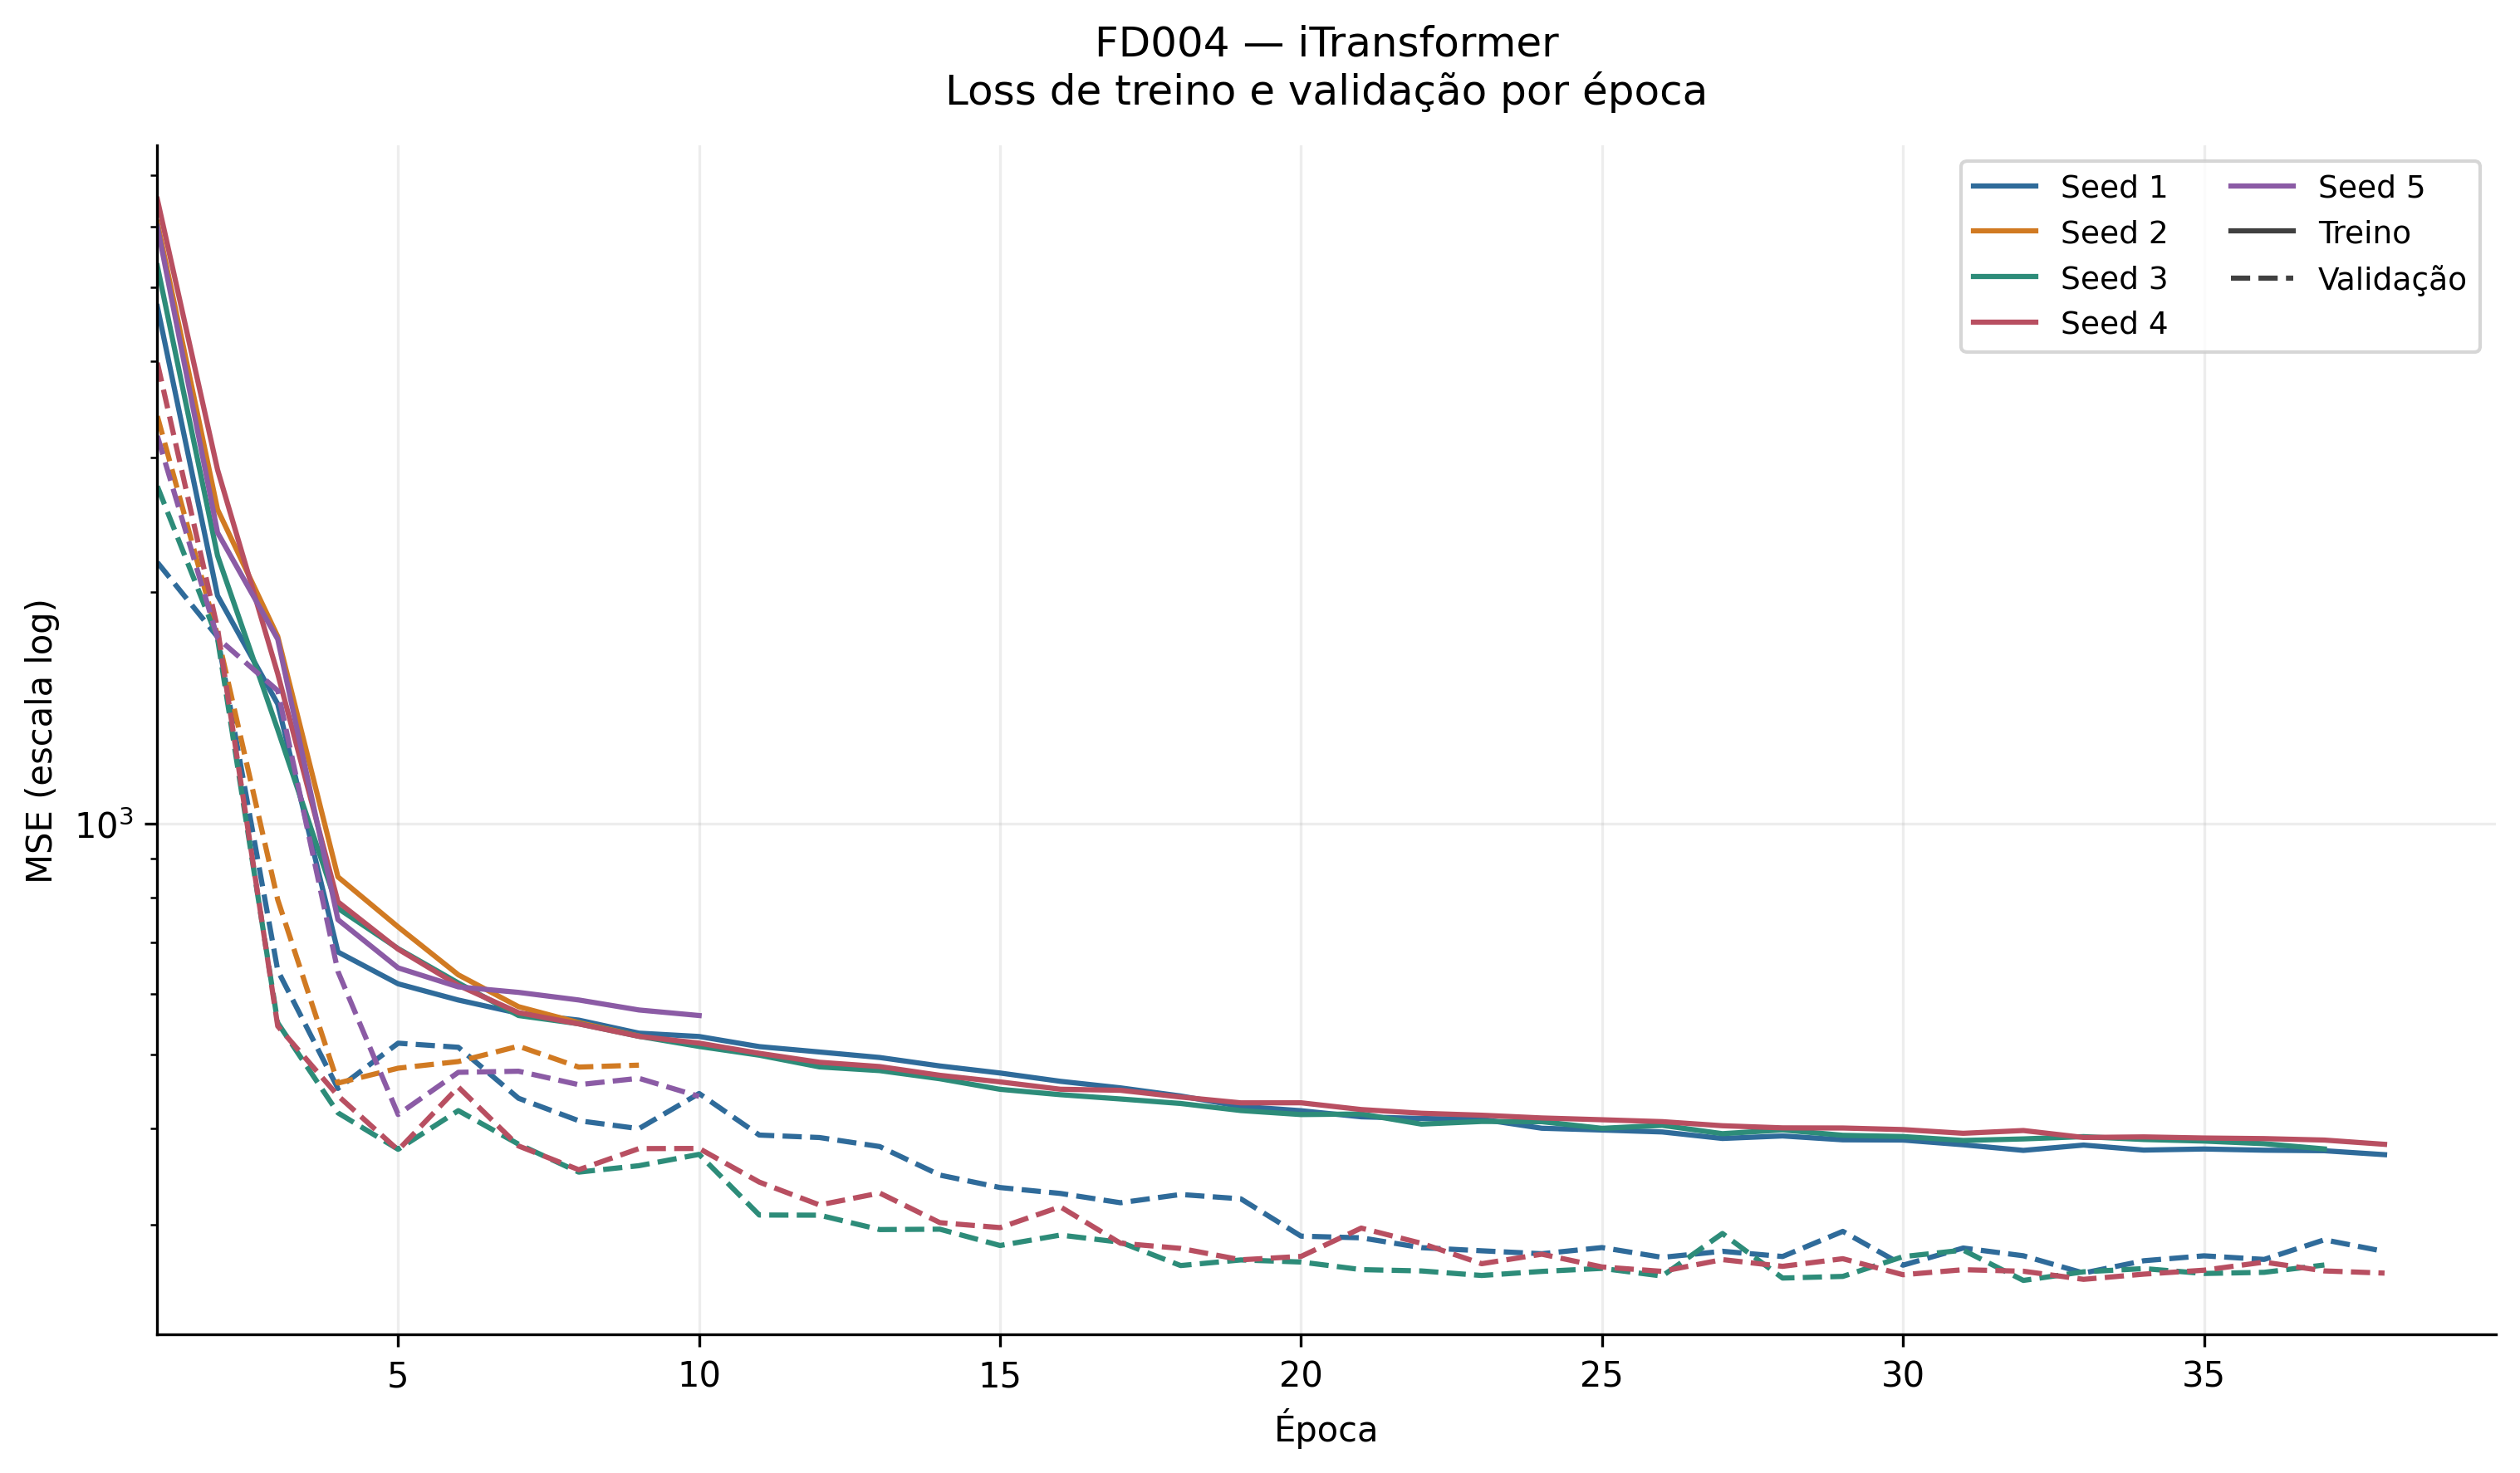 FD004 — iTransformer
Loss de treino e validação por época
Seed 1
Seed 2
Seed 3
Seed 4
Seed 5
Treino
Validação
MSE (escala log)
10³
5 10 15 20 25 30 35
Época